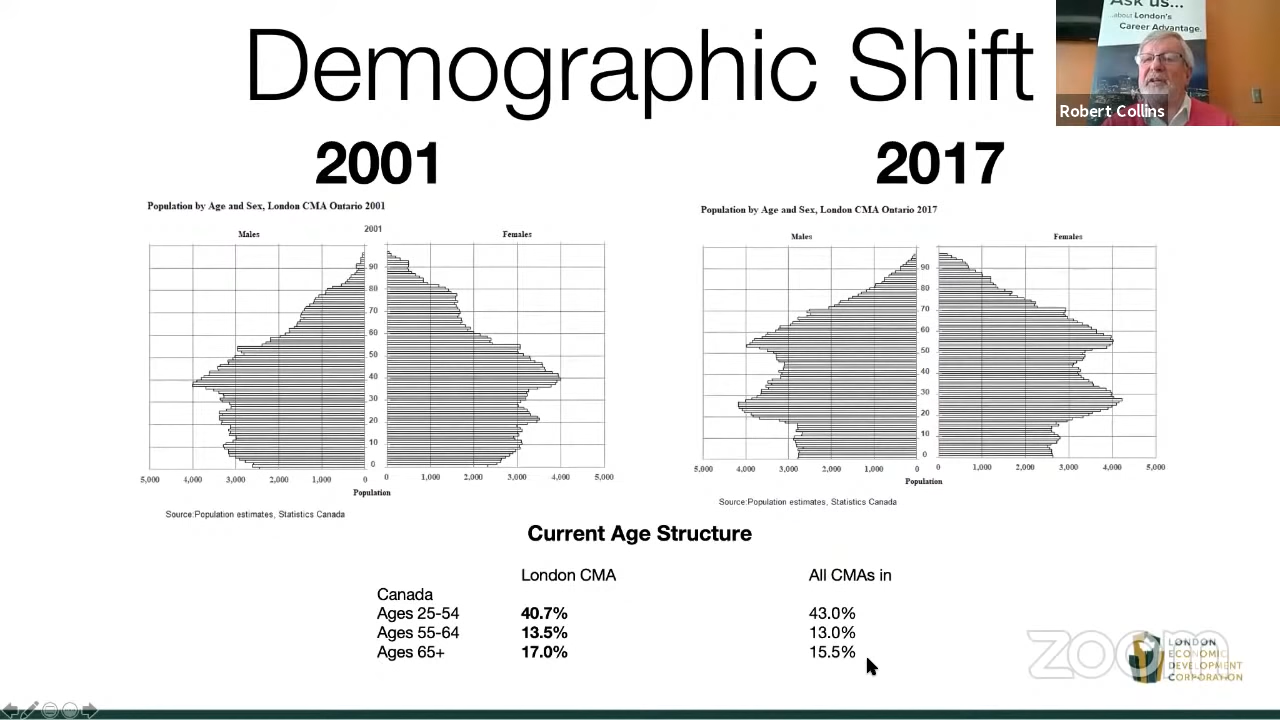 Demographic Shift
Ask us...
...about London's
Career Advantage.
Robert Collins
2001
2017
Population by Age and Sex, London CMA Ontario 2001
Males
2001
Females
90
80
70
60
50
40
30
20
10
0
5,000 4,000 3,000 2,000 1,000 0 0 1,000 2,000 3,000 4,000 5,000
Population
Source:Population estimates, Statistics Canada
Population by Age and Sex, London CMA Ontario 2017
Males
Females
90
80
70
60
50
40
30
20
10
0
5,000 4,000 3,000 2,000 1,000 0 0 1,000 2,000 3,000 4,000 5,000
Population
Source:Population estimates, Statistics Canada
Current Age Structure
London CMA All CMAs in
Canada
Ages 25-54 40.7% 43.0%
Ages 55-64 13.5% 13.0%
Ages 65+ 17.0% 15.5%
zoom
LONDON
ECONOMIC
DEVELOPMENT
CORPORATION